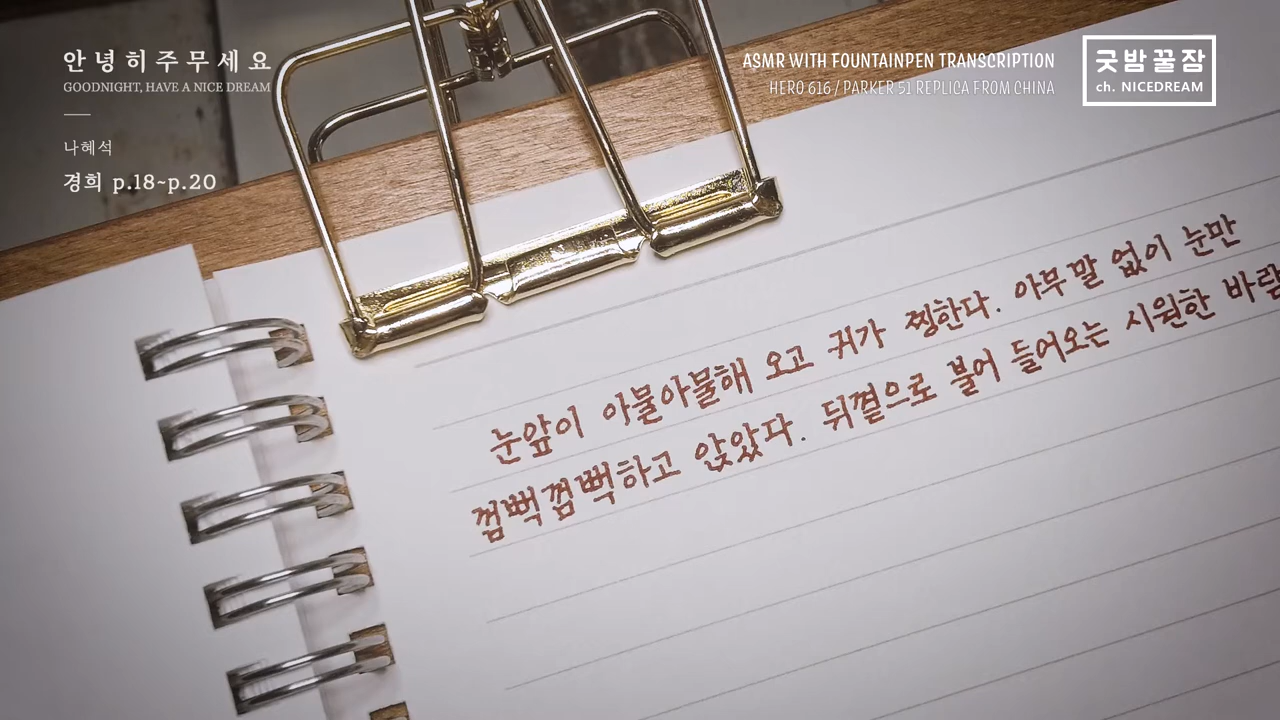 안녕히주무세요
GOODNIGHT, HAVE A NICE DREAM
나혜석
경희 p.18~p.20
ASMR WITH FOUNTAINPEN TRANSCRIPTION
HERO 616 / PARKER 51 REPLICA FROM CHINA
굿밤꿀잠
ch. NICEDREAM
눈앞이 아물아물해 오고 귀가 찡한다. 아무 말 없이 눈만
껌뻑껌뻑하고 앉았다. 뒤꼍으로 불어 들어오는 시원한 바람